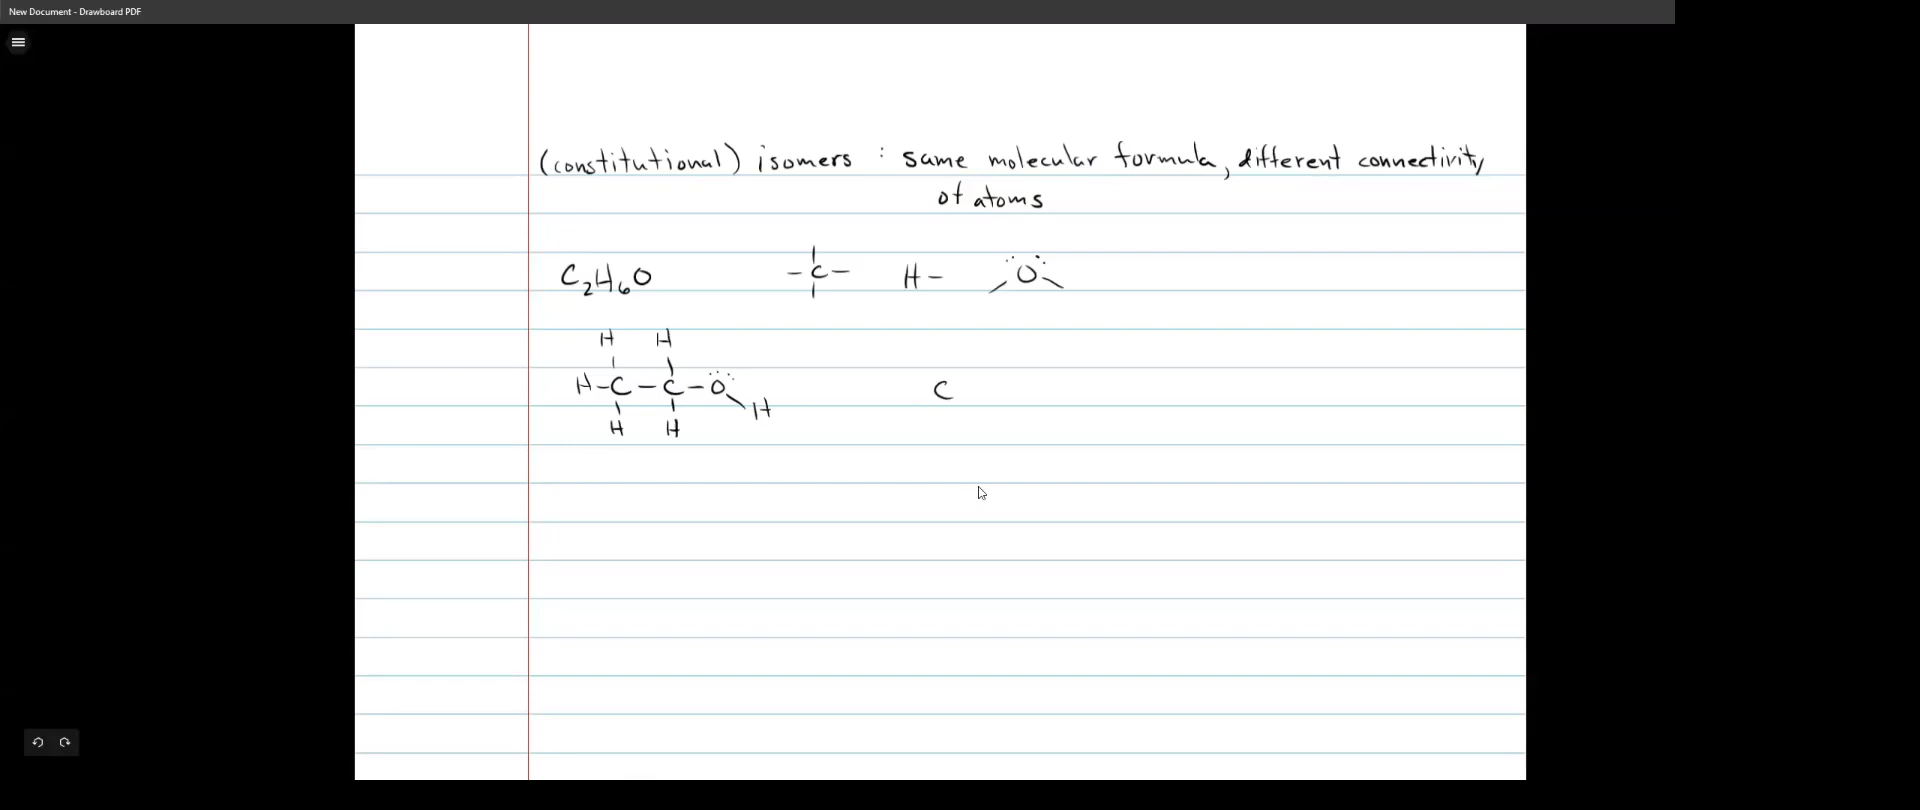 New Document - Drawboard PDF
(constitutional) isomers : same molecular formula, different connectivity
of atoms
C₂H₆O -C- H- O
H H
H-C-C-O
H
H H
C